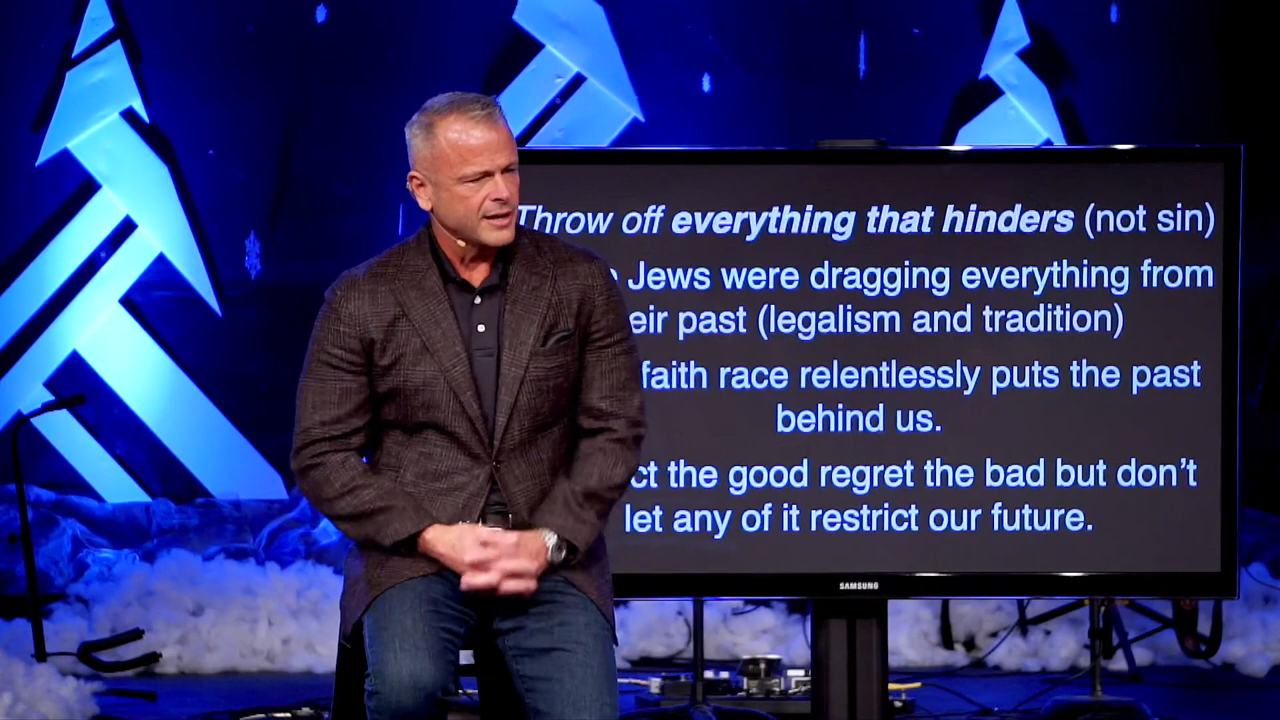 Throw off everything that hinders (not sin)
Jews were dragging everything from
eir past (legalism and tradition)
faith race relentlessly puts the past
behind us.
ct the good regret the bad but don’t
let any of it restrict our future.
SAMSUNG